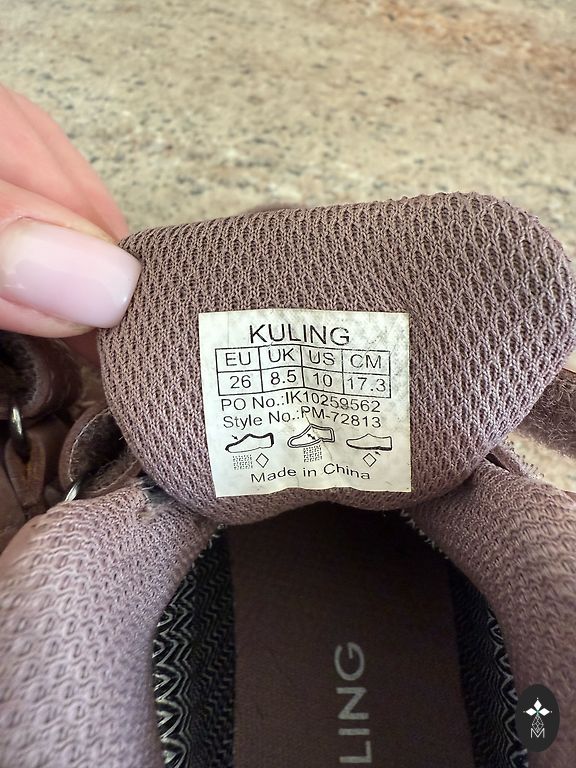 KULING
EU UK US CM
26 8.5 10 17.3
PO No.:IK10259562
Style No.:PM-72813
Made in China
LING
M